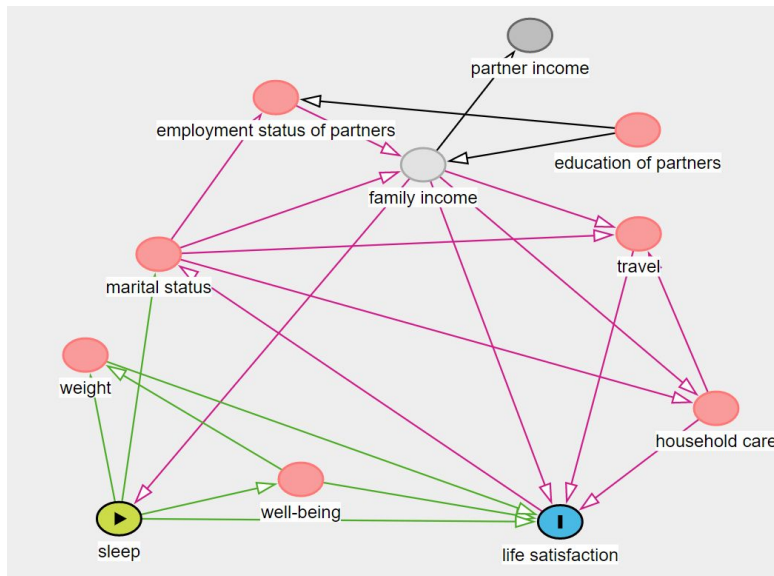 partner income
employment status of partners
education of partners
family income
travel
marital status
weight
household care
well-being
sleep
life satisfaction